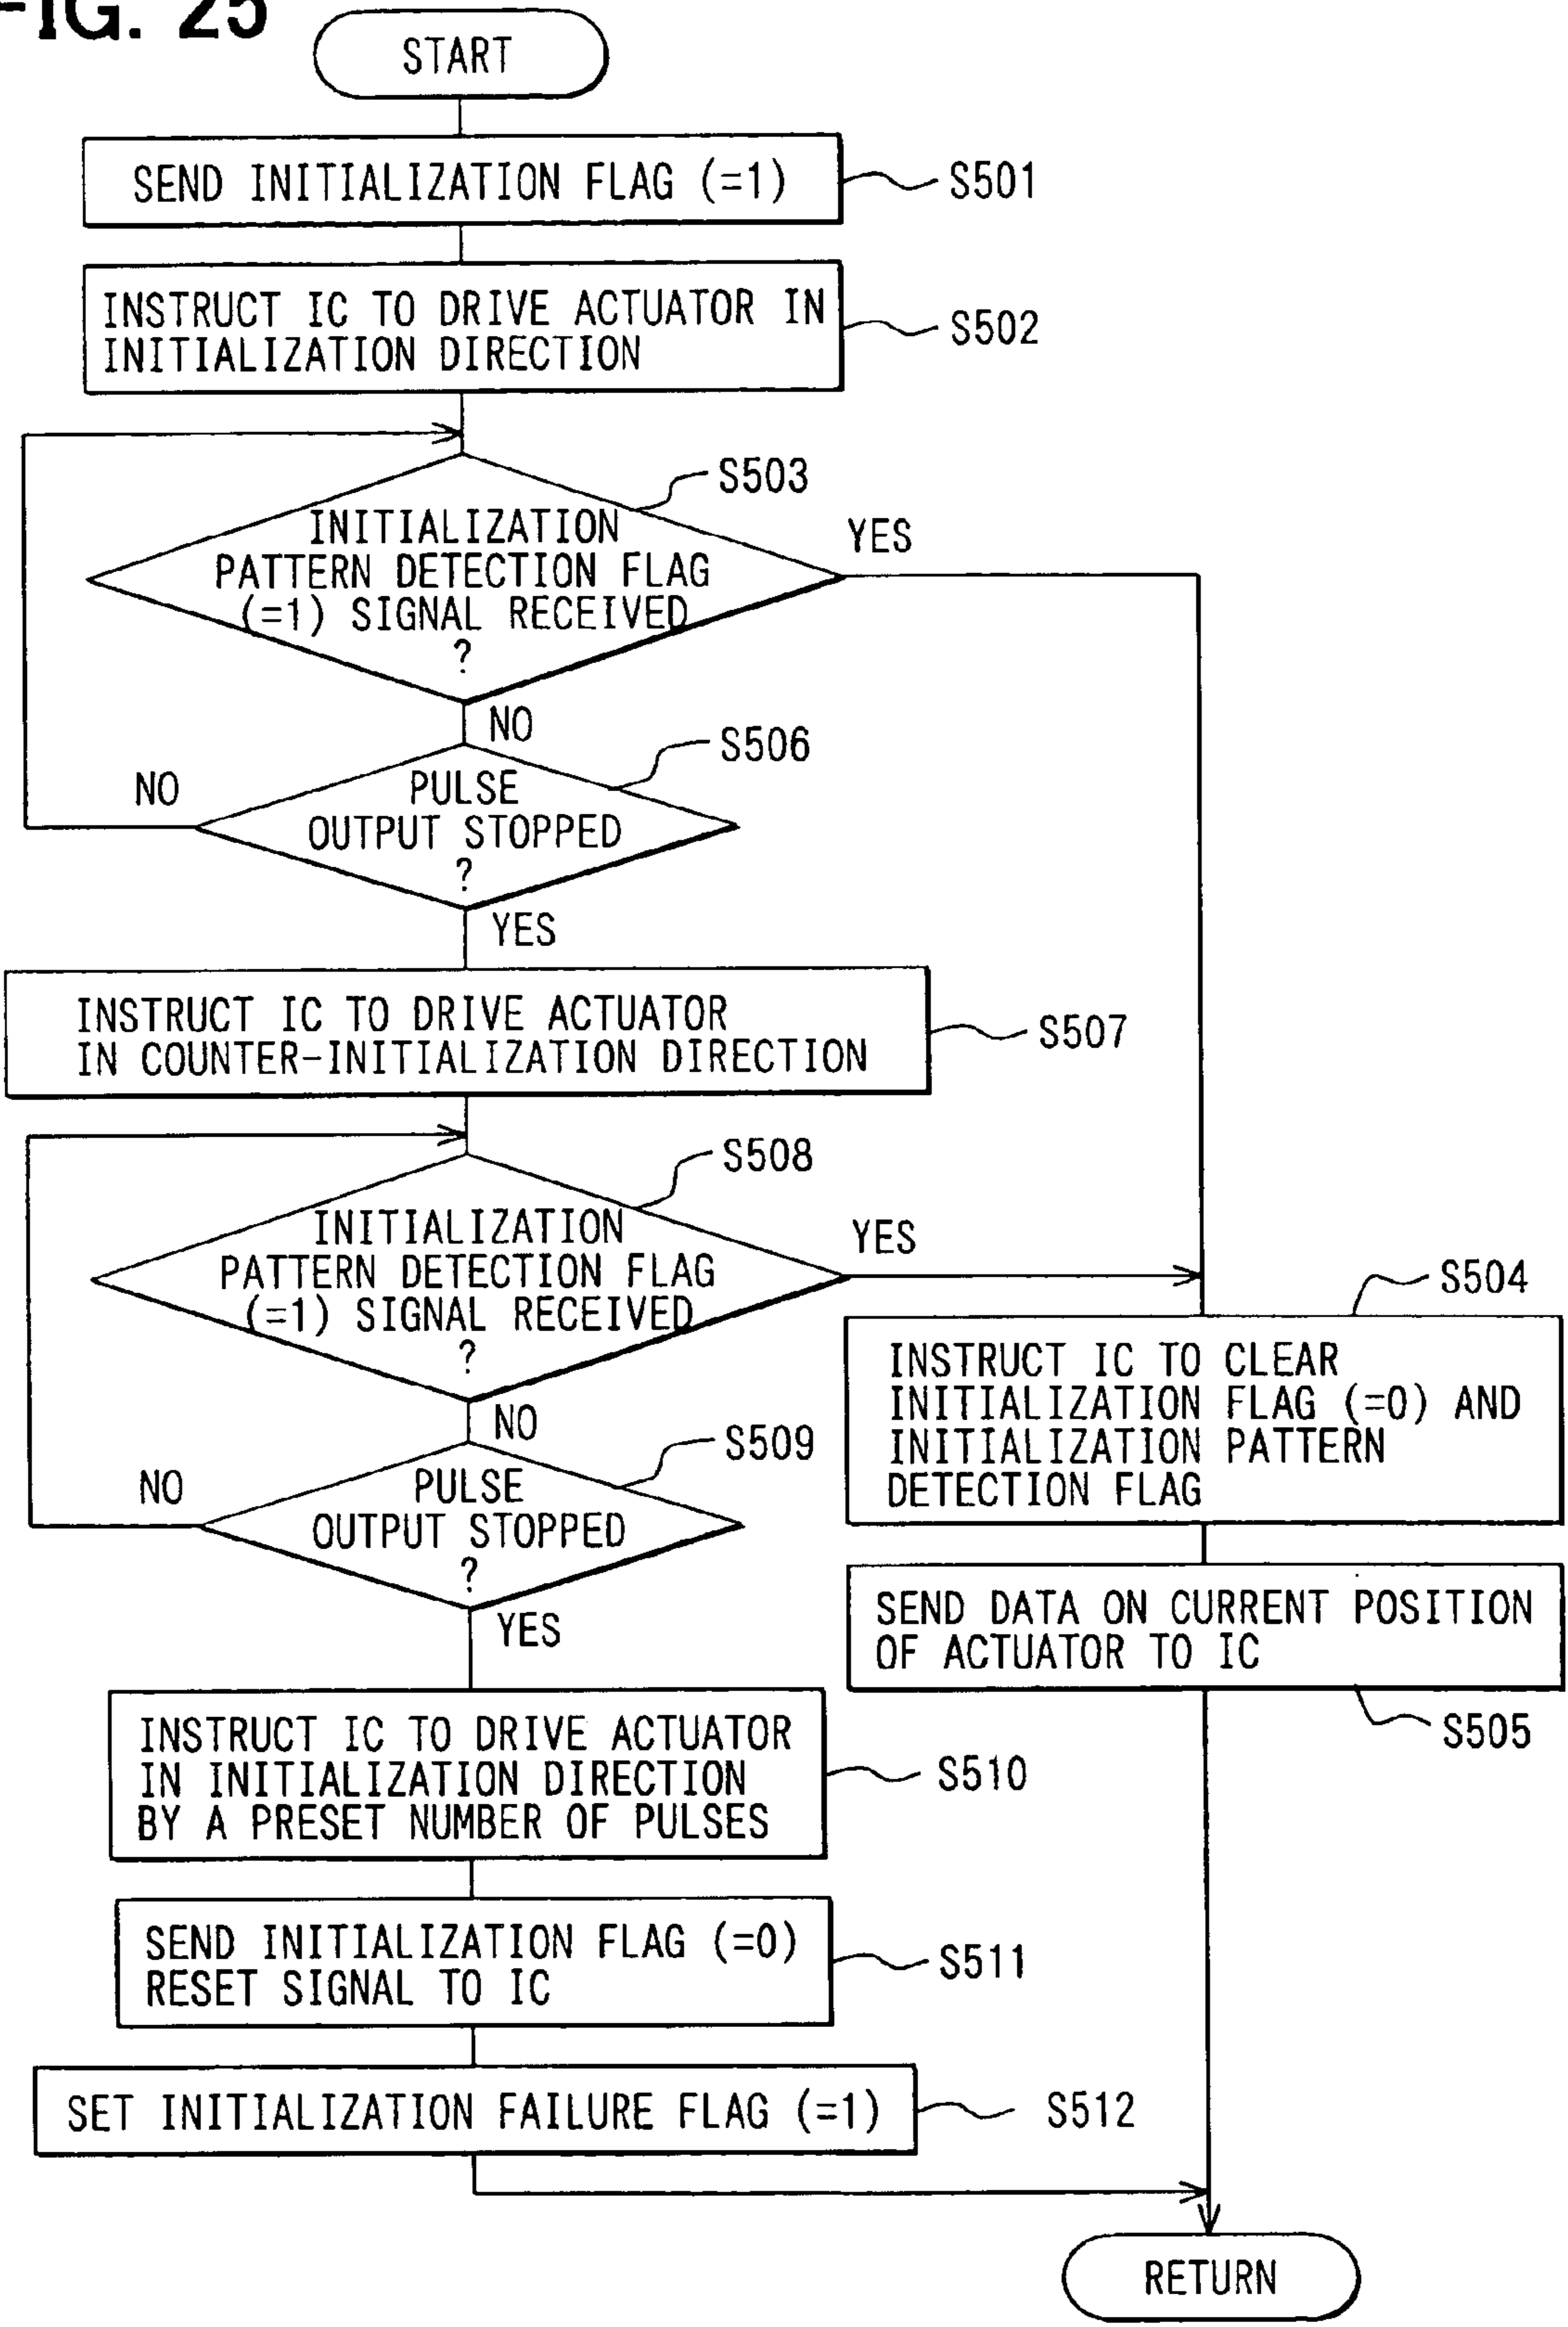 FIG. 25
START
SEND INITIALIZATION FLAG (=1)
S501
INSTRUCT IC TO DRIVE ACTUATOR IN
INITIALIZATION DIRECTION
S502
S503
INITIALIZATION
PATTERN DETECTION FLAG
(=1) SIGNAL RECEIVED
?
YES
NO
S506
PULSE
OUTPUT STOPPED
?
NO
YES
INSTRUCT IC TO DRIVE ACTUATOR
IN COUNTER-INITIALIZATION DIRECTION
S507
S508
INITIALIZATION
PATTERN DETECTION FLAG
(=1) SIGNAL RECEIVED
?
YES
NO
S509
PULSE
OUTPUT STOPPED
?
NO
YES
S504
INSTRUCT IC TO CLEAR
INITIALIZATION FLAG (=0) AND
INITIALIZATION PATTERN
DETECTION FLAG
SEND DATA ON CURRENT POSITION
OF ACTUATOR TO IC
S505
INSTRUCT IC TO DRIVE ACTUATOR
IN INITIALIZATION DIRECTION
BY A PRESET NUMBER OF PULSES
S510
SEND INITIALIZATION FLAG (=0)
RESET SIGNAL TO IC
S511
SET INITIALIZATION FAILURE FLAG (=1)
S512
RETURN